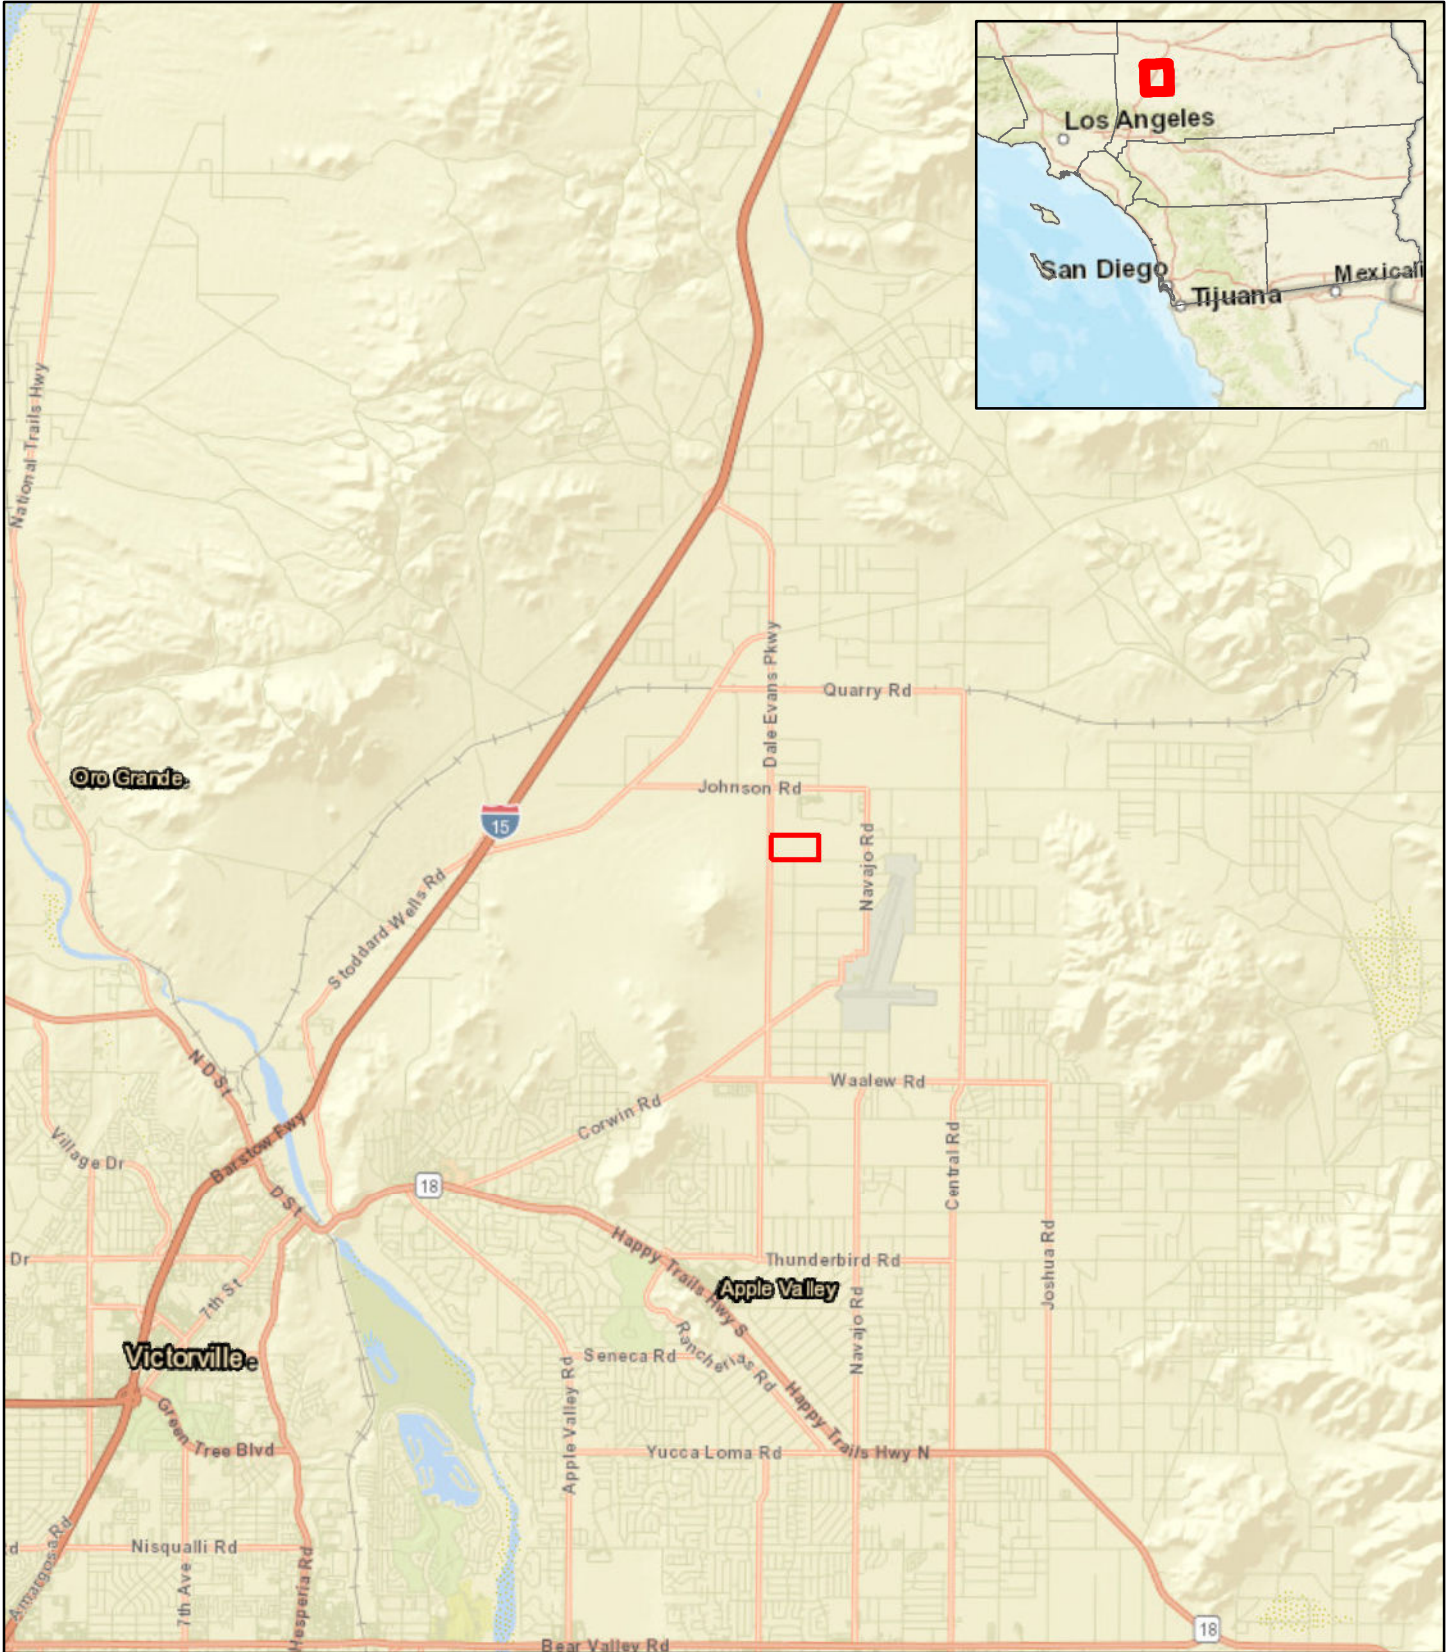 Los Angeles
San Diego
Tijuana
Mexicali
National Trails Hwy
Dale Evans Pkwy
Quarry Rd
Oro Grande
Johnson Rd
15
Navajo Rd
Stoddard Wells Rd
N D St
Waalew Rd
Corwin Rd
Village Dr
Barstow Fwy
Central Rd
D St
18
Happy Trails Hwy S
Dr
Thunderbird Rd
Joshua Rd
Apple Valley
7th St
Navajo Rd
Victorville
Seneca Rd
Rancherias Rd
Apple Valley Rd
Happy Trails Hwy N
Green Tree Blvd
Yucca Loma Rd
Amargosa Rd
d
Nisqualli Rd
7th Ave
Hesperia Rd
18
Bear Valley Rd